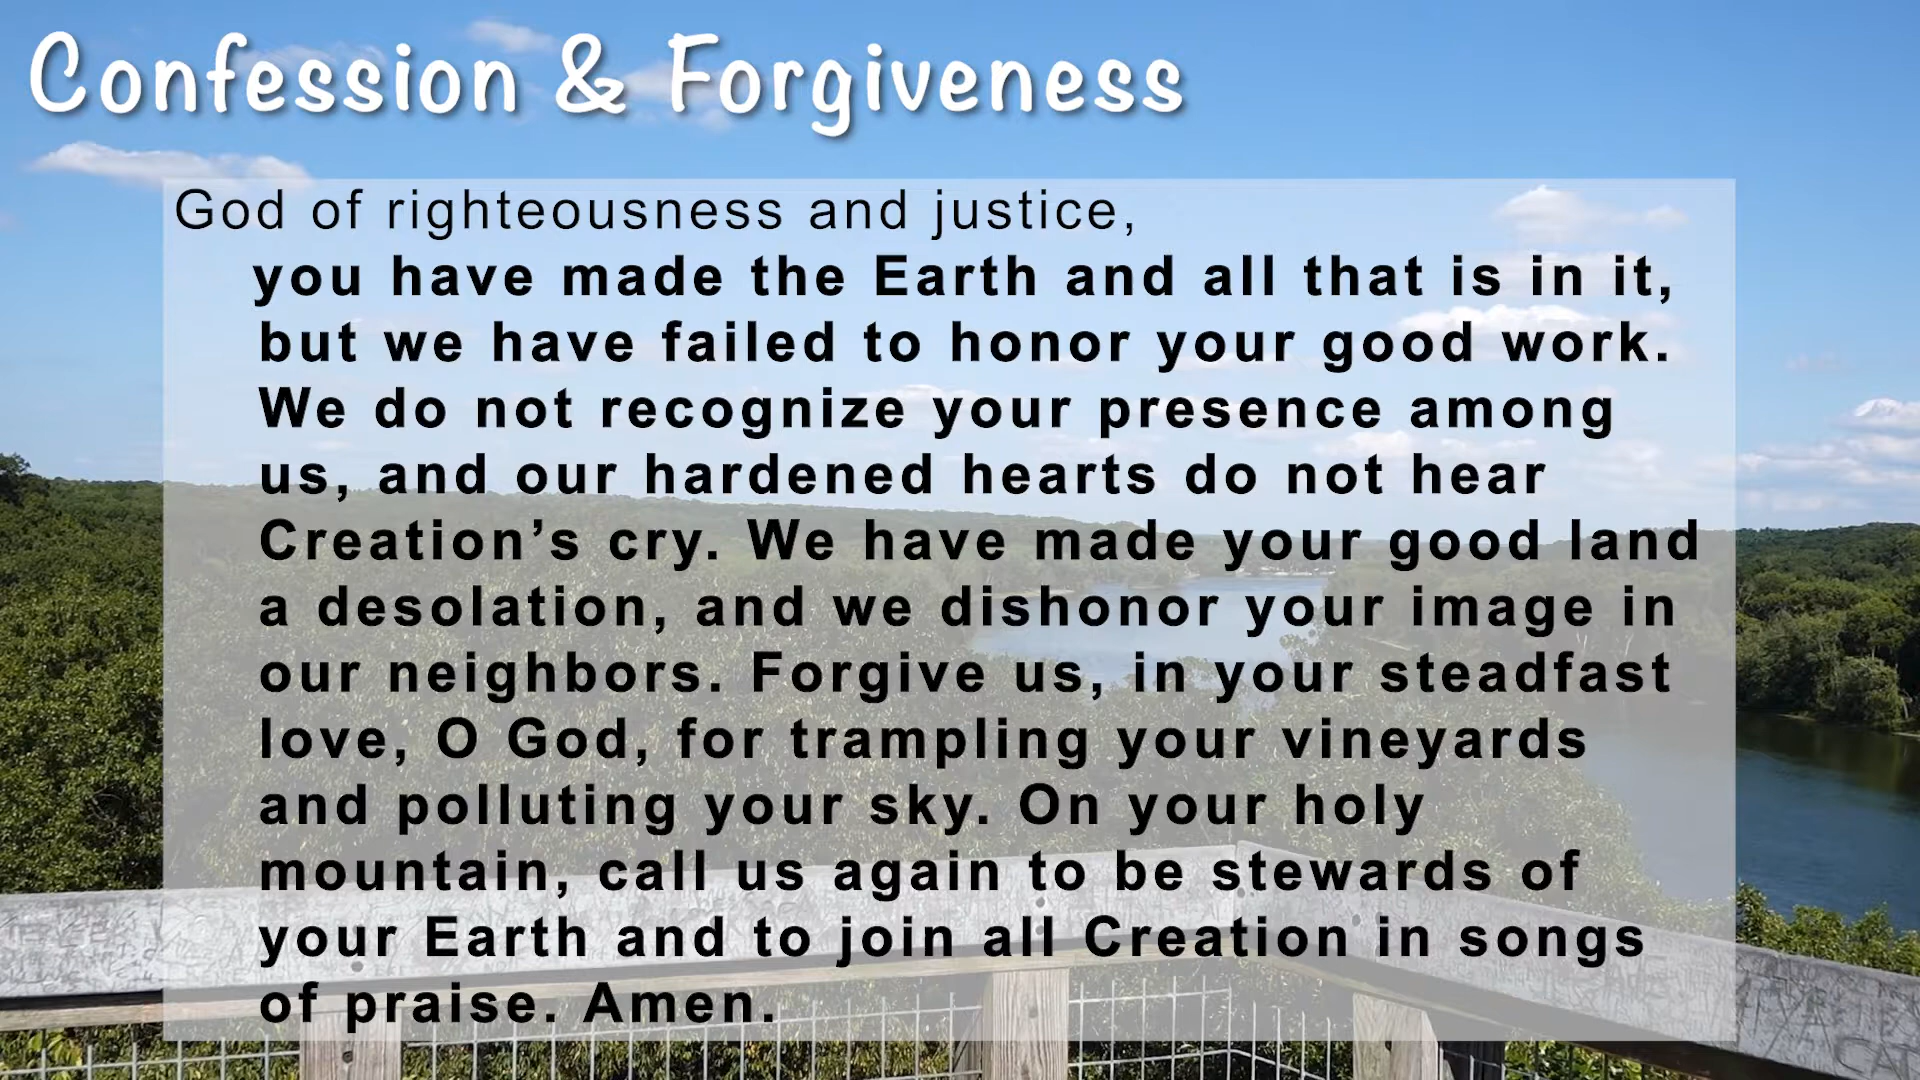 Confession & Forgiveness
God of righteousness and justice,
you have made the Earth and all that is in it,
but we have failed to honor your good work.
We do not recognize your presence among
us, and our hardened hearts do not hear
Creation’s cry. We have made your good land
a desolation, and we dishonor your image in
our neighbors. Forgive us, in your steadfast
love, O God, for trampling your vineyards
and polluting your sky. On your holy
mountain, call us again to be stewards of
your Earth and to join all Creation in songs
of praise. Amen.